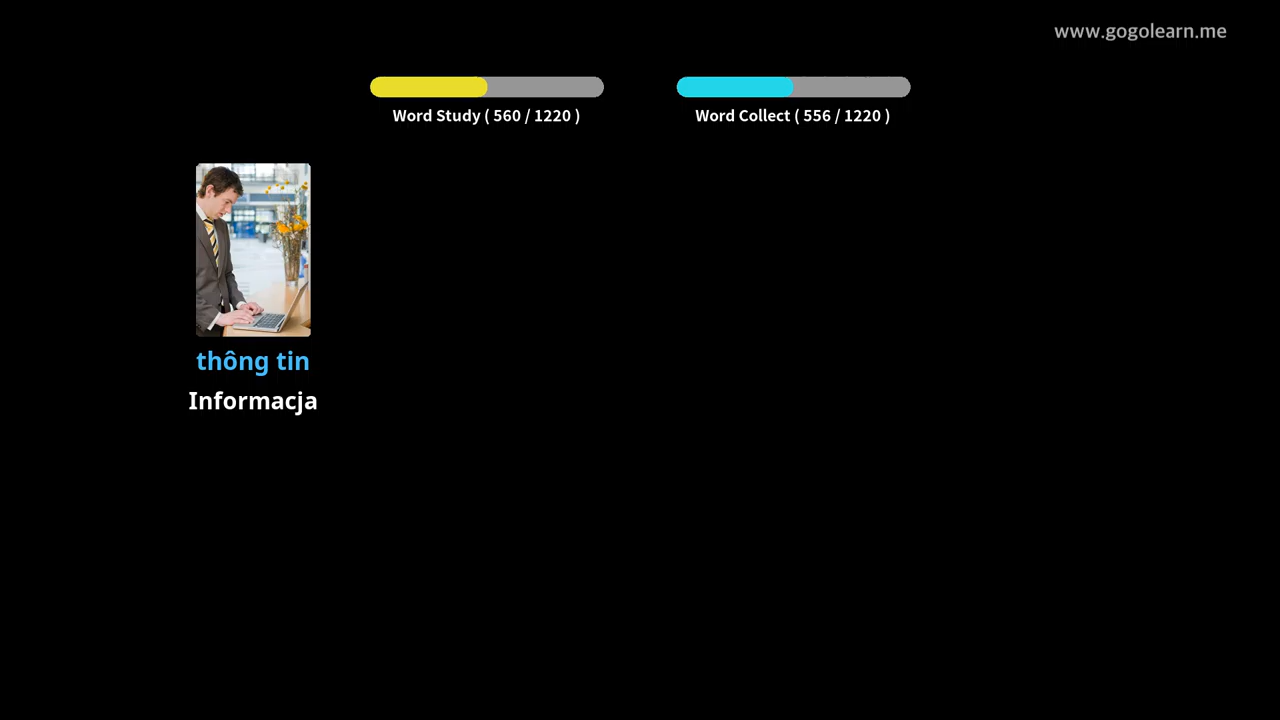 www.gogolearn.me
Word Study ( 560 / 1220 )
Word Collect ( 556 / 1220 )
thông tin
Informacja